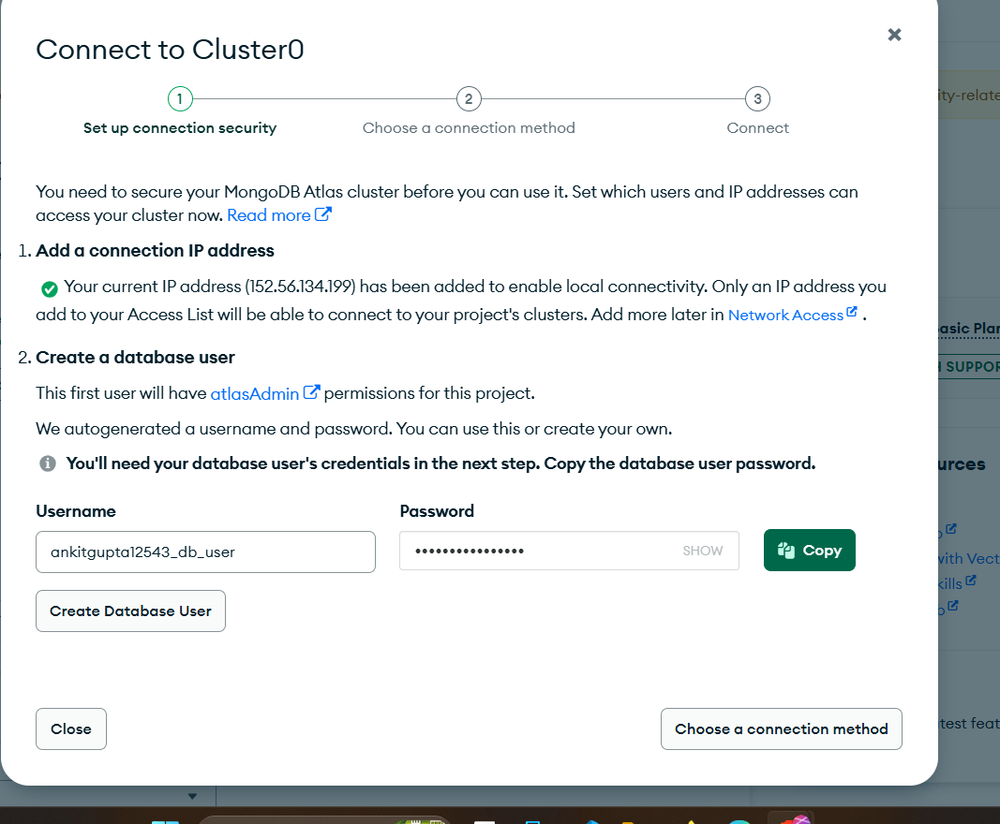 Connect to Cluster0
1
2
3
Set up connection security
Choose a connection method
Connect
You need to secure your MongoDB Atlas cluster before you can use it. Set which users and IP addresses can
access your cluster now. Read more
1. Add a connection IP address
Your current IP address (152.56.134.199) has been added to enable local connectivity. Only an IP address you
add to your Access List will be able to connect to your project's clusters. Add more later in Network Access .
2. Create a database user
This first user will have atlasAdmin permissions for this project.
We autogenerated a username and password. You can use this or create your own.
You'll need your database user's credentials in the next step. Copy the database user password.
Username
Password
ankitgupta12543_db_user
••••••••••••••••
SHOW
Copy
Create Database User
Close
Choose a connection method
ity-relate
asic Plan
SUPPOR
urces
with Vect
kills
test feat